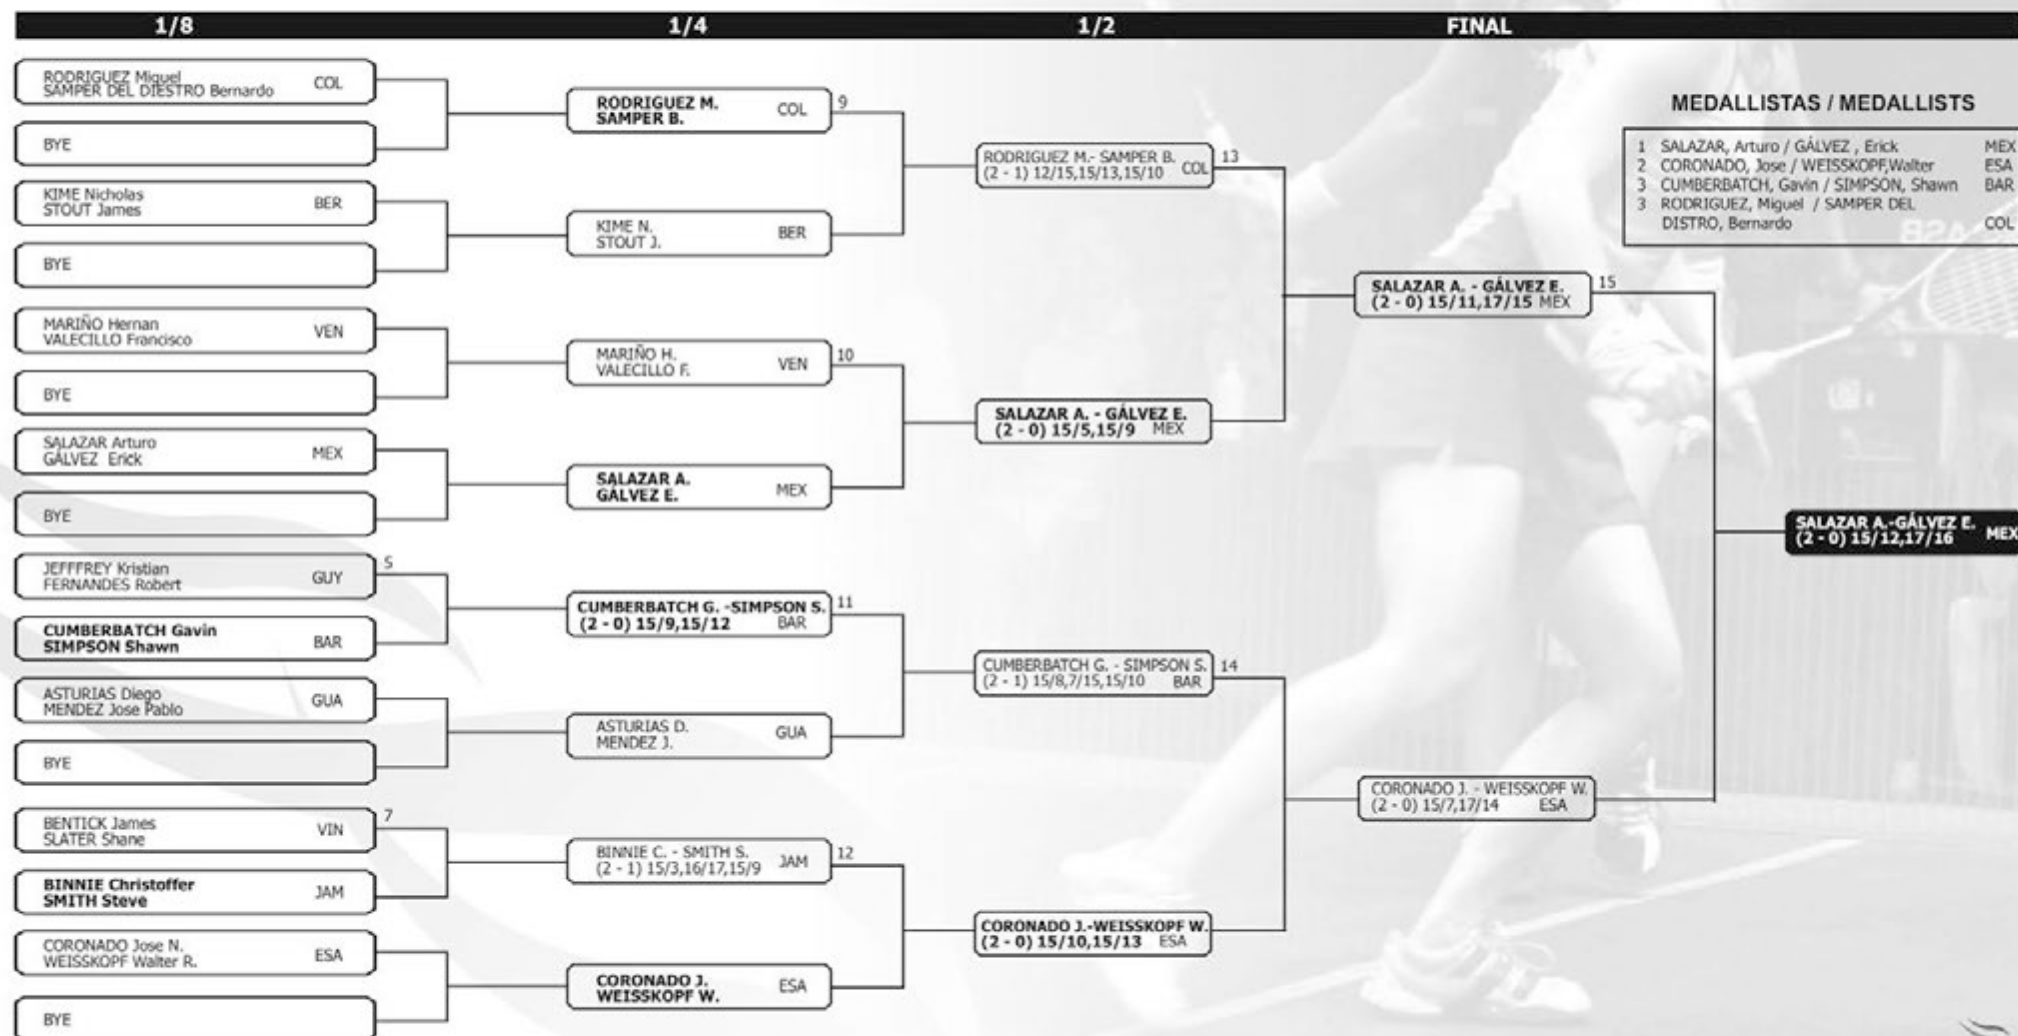 1/8 1/4 1/2 FINAL
RODRIGUEZ Miguel
SAMPER DEL DIESTRO Bernardo COL
BYE
KIME Nicholas
STOUT James BER
BYE
MARIÑO Hernan
VALECILLO Francisco VEN
BYE
SALAZAR Arturo
GÁLVEZ Erick MEX
BYE
JEFFFREY Kristian
FERNANDES Robert GUY 5
CUMBERBATCH Gavin
SIMPSON Shawn BAR
ASTURIAS Diego
MENDEZ Jose Pablo GUA
BYE
BENTICK James
SLATER Shane VIN 7
BINNIE Christoffer
SMITH Steve JAM
CORONADO Jose N.
WEISSKOPF Walter R. ESA
BYE
RODRIGUEZ M.
SAMPER B. COL 9
KIME N.
STOUT J. BER
MARIÑO H.
VALECILLO F. VEN 10
SALAZAR A.
GÁLVEZ E. MEX
CUMBERBATCH G. -SIMPSON S. 11
(2 - 0) 15/9,15/12 BAR
ASTURIAS D.
MENDEZ J. GUA
BINNIE C. - SMITH S. 12
(2 - 1) 15/3,16/17,15/9 JAM
CORONADO J.
WEISSKOPF W. ESA
RODRIGUEZ M.- SAMPER B. 13
(2 - 1) 12/15,15/13,15/10 COL
SALAZAR A. - GÁLVEZ E.
(2 - 0) 15/5,15/9 MEX
CUMBERBATCH G. - SIMPSON S. 14
(2 - 1) 15/8,7/15,15/10 BAR
CORONADO J.-WEISSKOPF W.
(2 - 0) 15/10,15/13 ESA
SALAZAR A. - GÁLVEZ E. 15
(2 - 0) 15/11,17/15 MEX
CORONADO J. - WEISSKOPF W.
(2 - 0) 15/7,17/14 ESA
SALAZAR A.-GÁLVEZ E.
(2 - 0) 15/12,17/16 MEX
MEDALLISTAS / MEDALLISTS
1 SALAZAR, Arturo / GÁLVEZ , Erick MEX
2 CORONADO, Jose / WEISSKOPF,Walter ESA
3 CUMBERBATCH, Gavin / SIMPSON, Shawn BAR
3 RODRIGUEZ, Miguel / SAMPER DEL
DISTRO, Bernardo COL